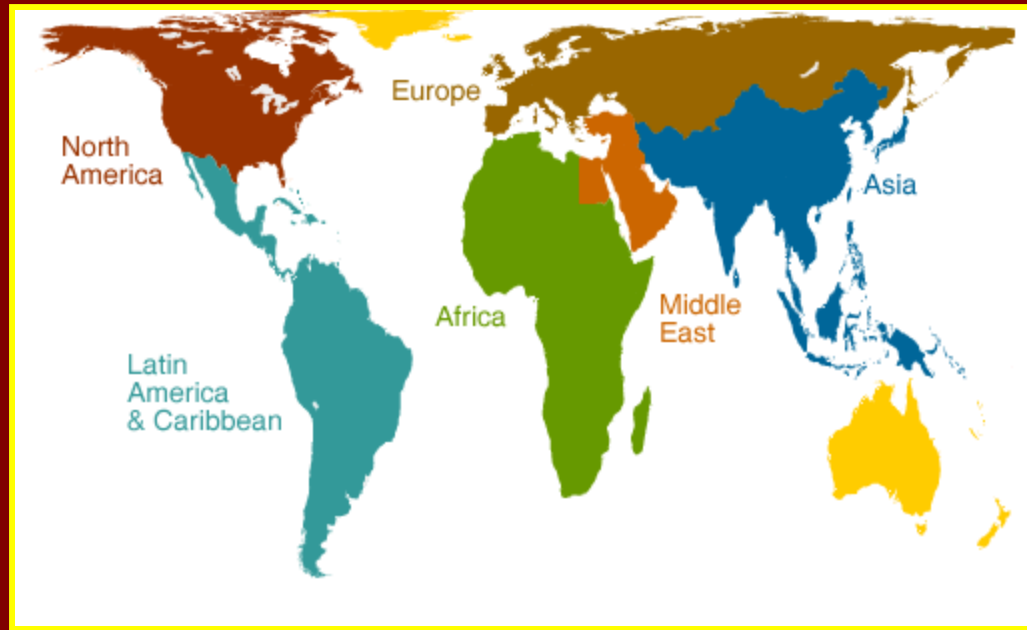 Europe
North
America
Asia
Africa
Middle
East
Latin
America
& Caribbean